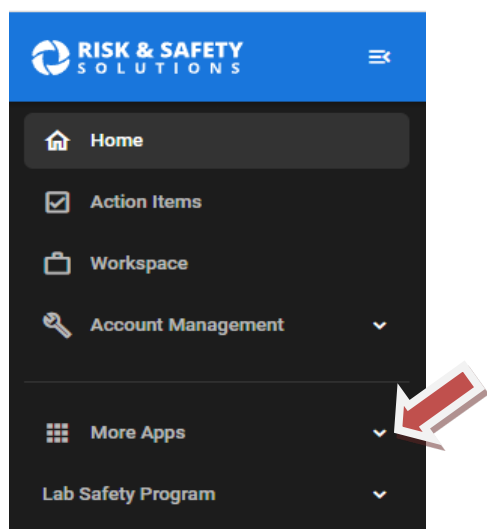 RISK & SAFETY
SOLUTIONS
Home
Action Items
Workspace
Account Management
More Apps
Lab Safety Program